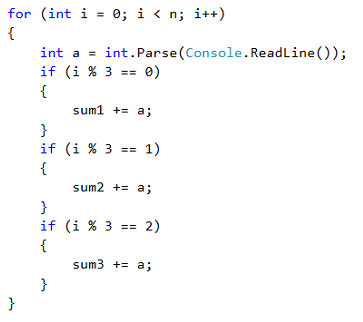 for (int i = 0; i < n; i++)
{
    int a = int.Parse(Console.ReadLine());
    if (i % 3 == 0)
    {
        sum1 += a;
    }
    if (i % 3 == 1)
    {
        sum2 += a;
    }
    if (i % 3 == 2)
    {
        sum3 += a;
    }
}